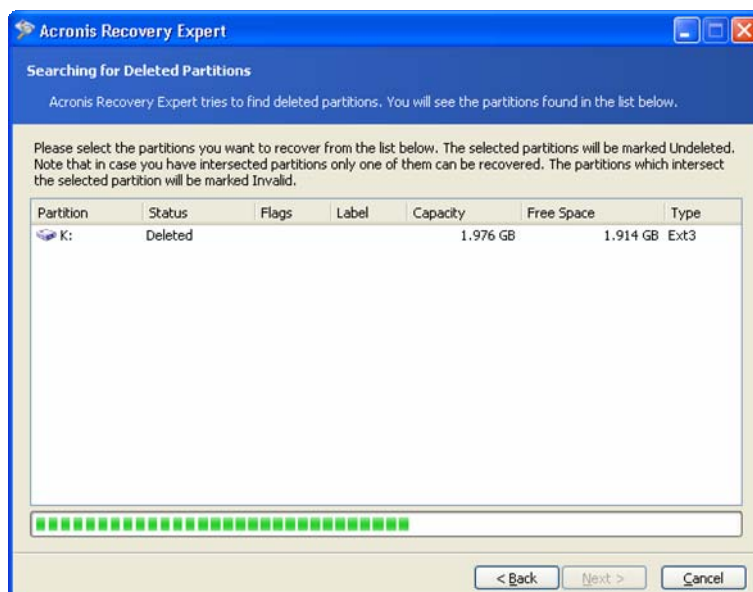 Acronis Recovery Expert
Searching for Deleted Partitions
Acronis Recovery Expert tries to find deleted partitions. You will see the partitions found in the list below.
Please select the partitions you want to recover from the list below. The selected partitions will be marked Undeleted.
Note that in case you have intersected partitions only one of them can be recovered. The partitions which intersect
the selected partition will be marked Invalid.
Partition Status Flags Label Capacity Free Space Type
K: Deleted 1.976 GB 1.914 GB Ext3
< Back Next > Cancel